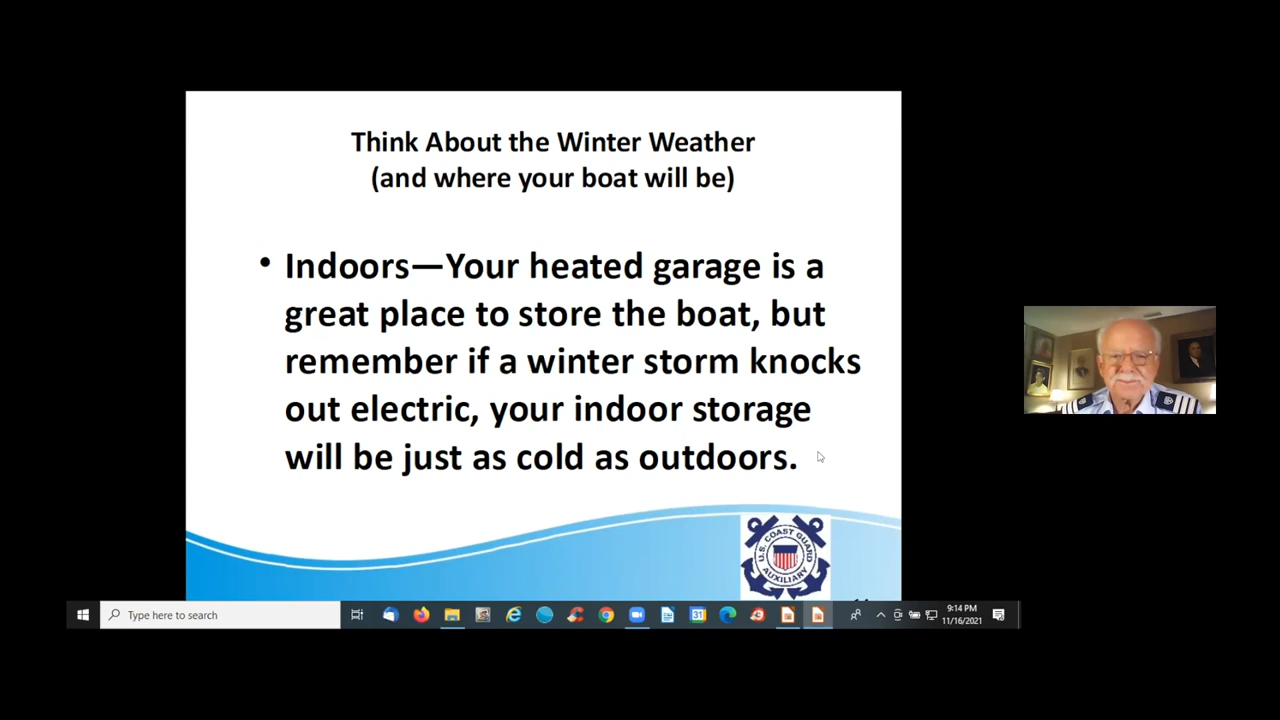 Think About the Winter Weather
(and where your boat will be)
• Indoors—Your heated garage is a
great place to store the boat, but
remember if a winter storm knocks
out electric, your indoor storage
will be just as cold as outdoors.
U.S. COAST GUARD
AUXILIARY
Type here to search
31
9:14 PM
11/16/2021